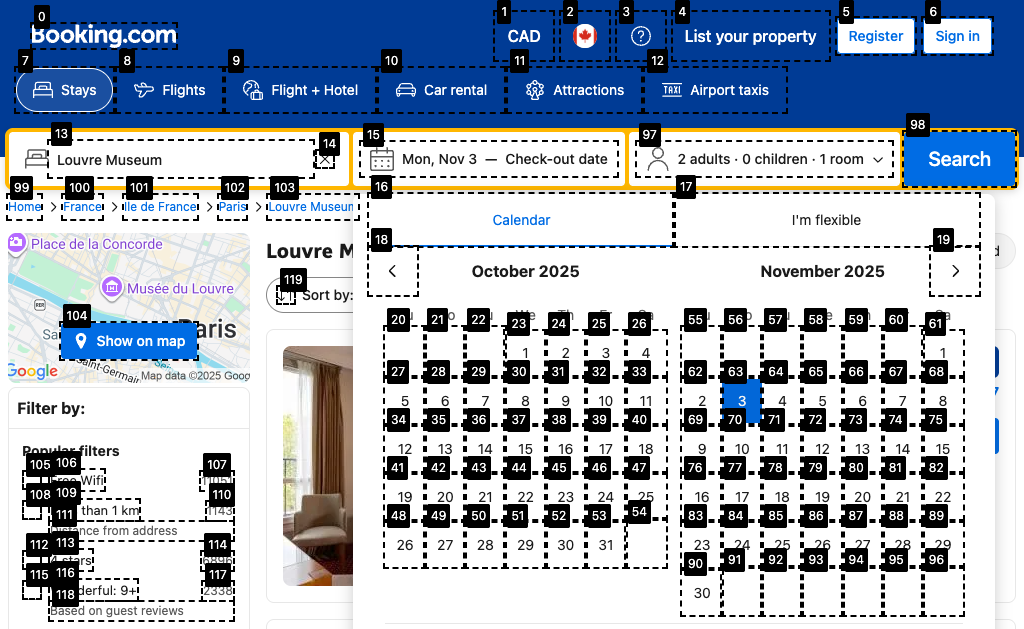 Booking.com
CAD
List your property
Register
Sign in
Stays
Flights
Flight + Hotel
Car rental
Attractions
Airport taxis
Louvre Museum
Mon, Nov 3 — Check-out date
2 adults · 0 children · 1 room
Search
Home > France > Ile de France > Paris > Louvre Museum
Calendar
I'm flexible
October 2025
November 2025
1 2 3 4
5 6 7 8 9 10 11
12 13 14 15 16 17 18
19 20 21 22 23 24 25
26 27 28 29 30 31
1
2 3 4 5 6 7 8
9 10 11 12 13 14 15
16 17 18 19 20 21 22
23 24 25 26 27 28 29
30
Place de la Concorde
Musée du Louvre
Paris
Saint-Germain
Show on map
Google
Map data ©2025 Goog
Louvre M
Sort by:
Filter by:
Popular filters
Free Wifi
than 1 km
1143
Distance from address
4 stars
6896
Wonderful: 9+
2338
Based on guest reviews
0 1 2 3 4 5 6
7 8 9 10 11 12
13 14 15 97 98
99 100 101 102 103 16 17
18 19
104 119
20 21 22 23 24 25 26 55 56 57 58 59 60 61
27 28 29 30 31 32 33 62 63 64 65 66 67 68
34 35 36 37 38 39 40 69 70 71 72 73 74 75
41 42 43 44 45 46 47 76 77 78 79 80 81 82
48 49 50 51 52 53 54 83 84 85 86 87 88 89
90 91 92 93 94 95 96
105 106 107
108 109 110
111
112 113 114
115 116 117
118